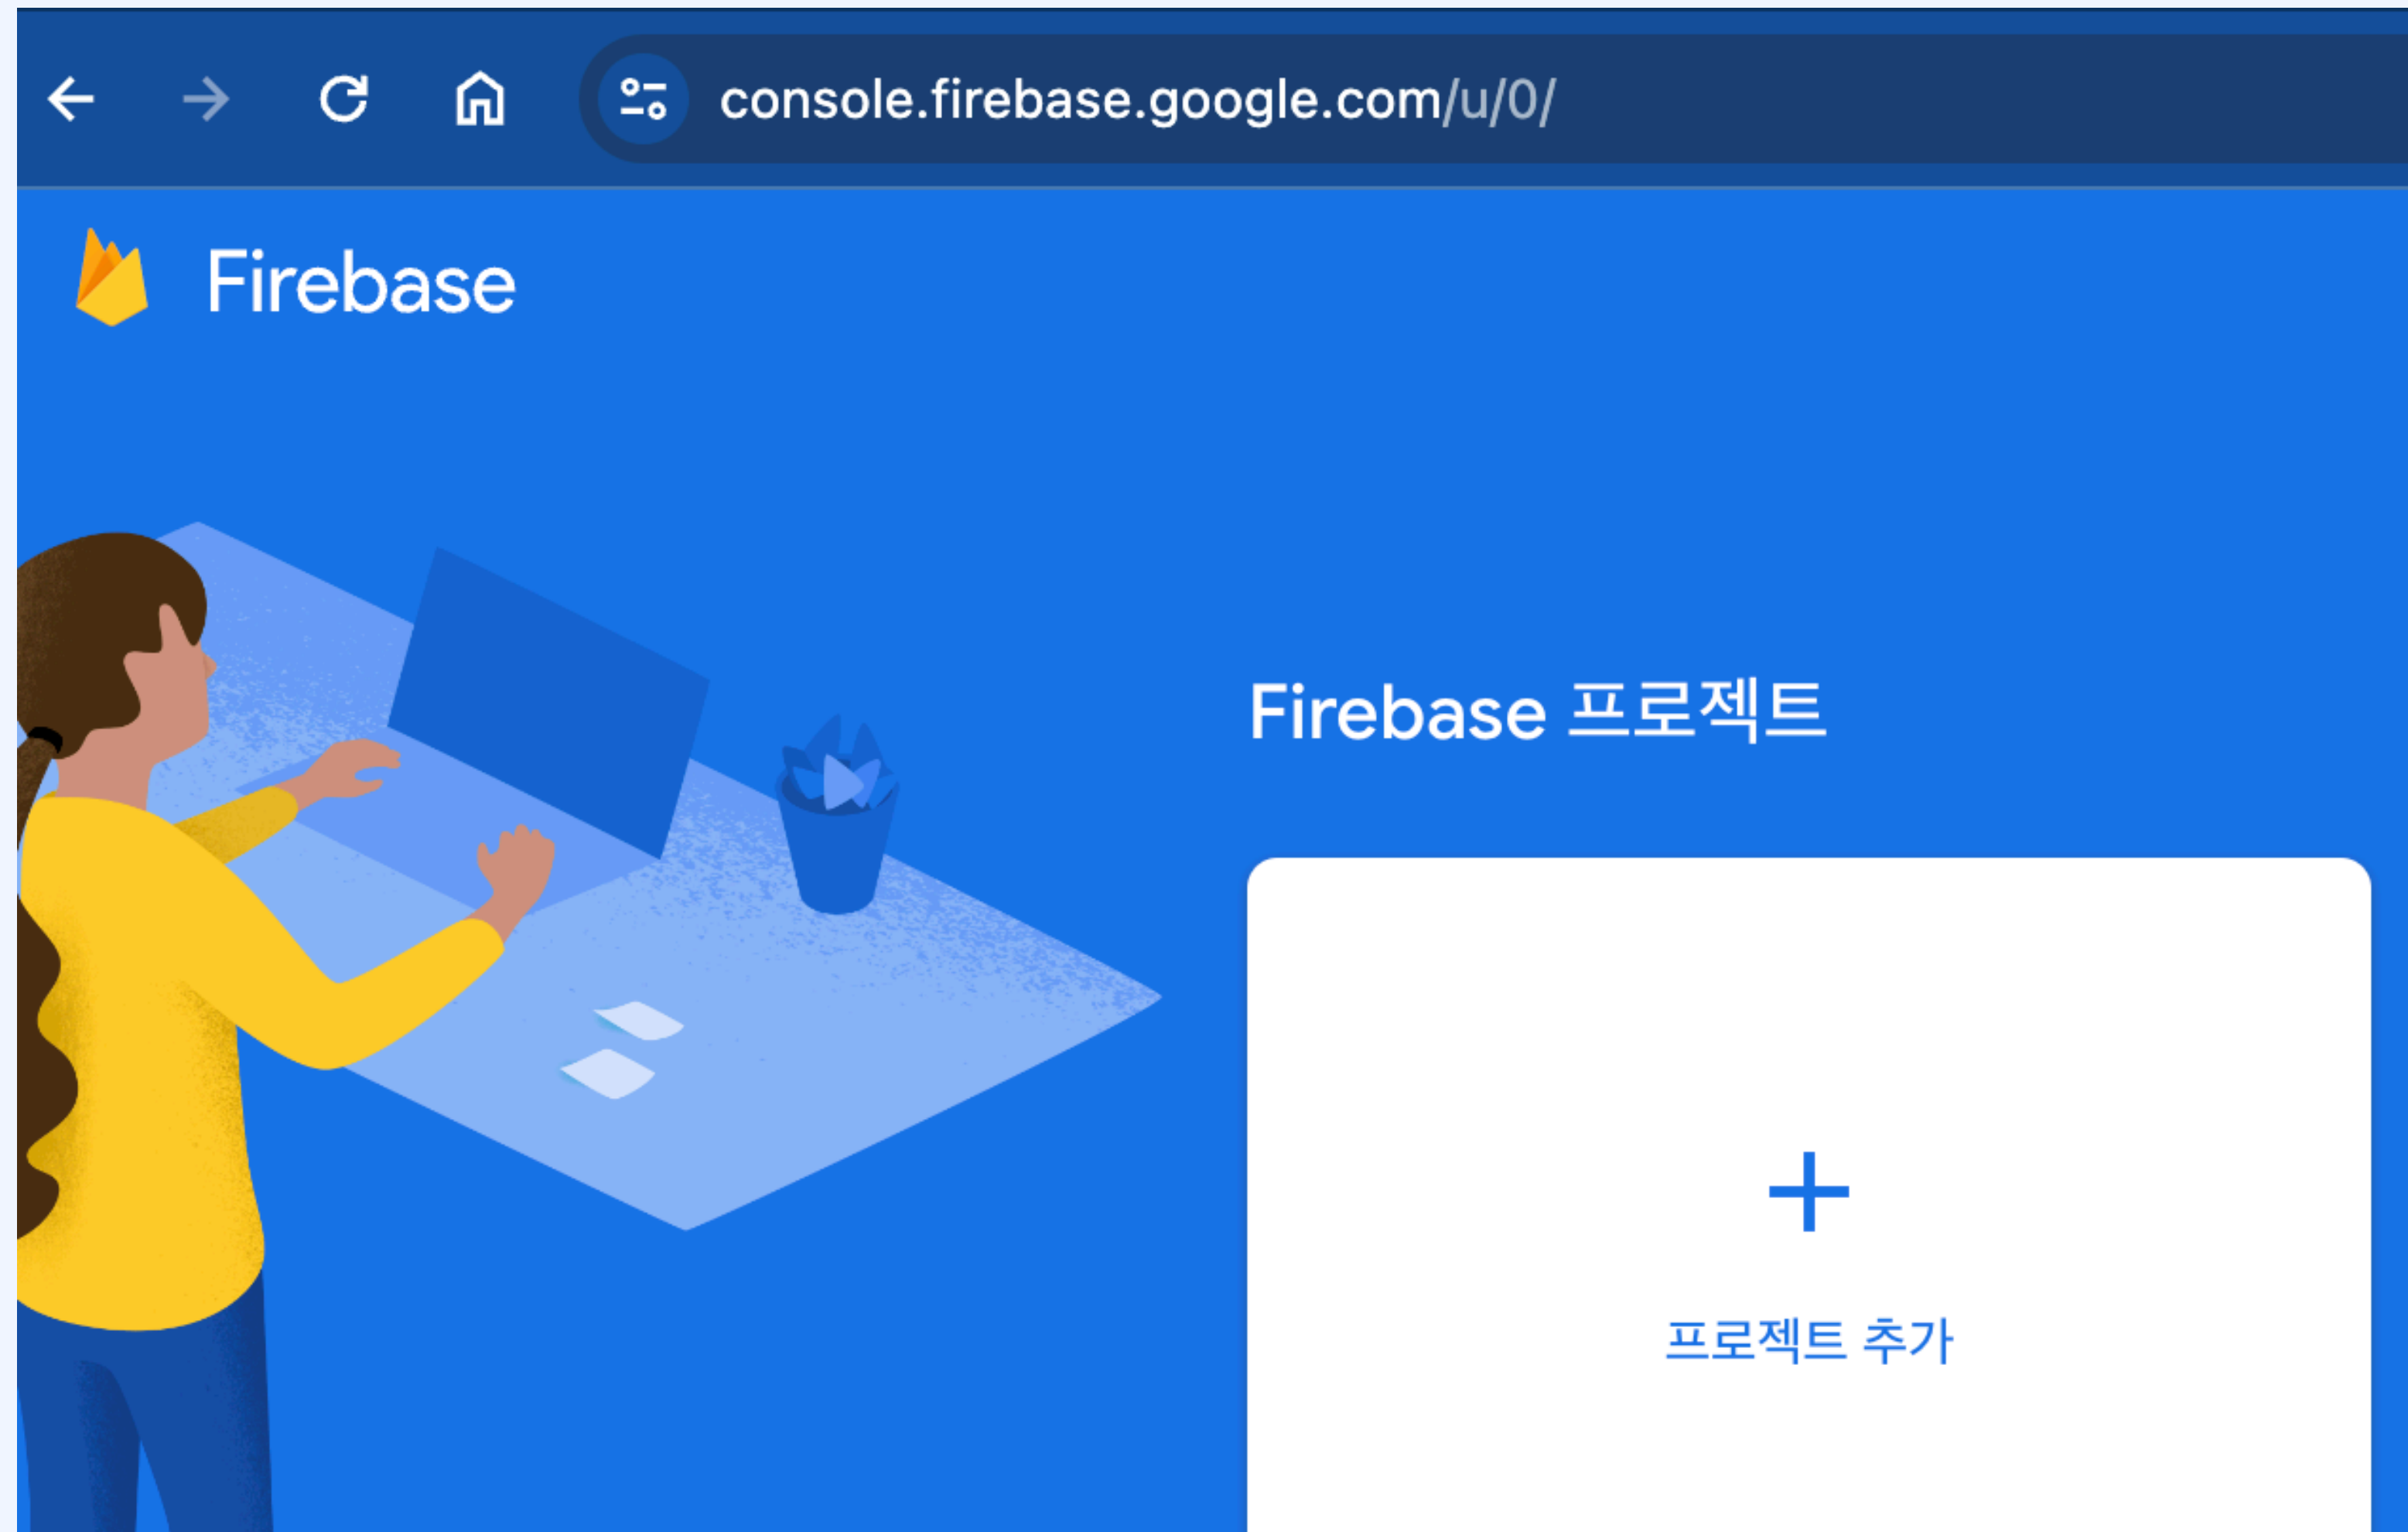 console.firebase.google.com/u/0/
Firebase
Firebase 프로젝트
프로젝트 추가